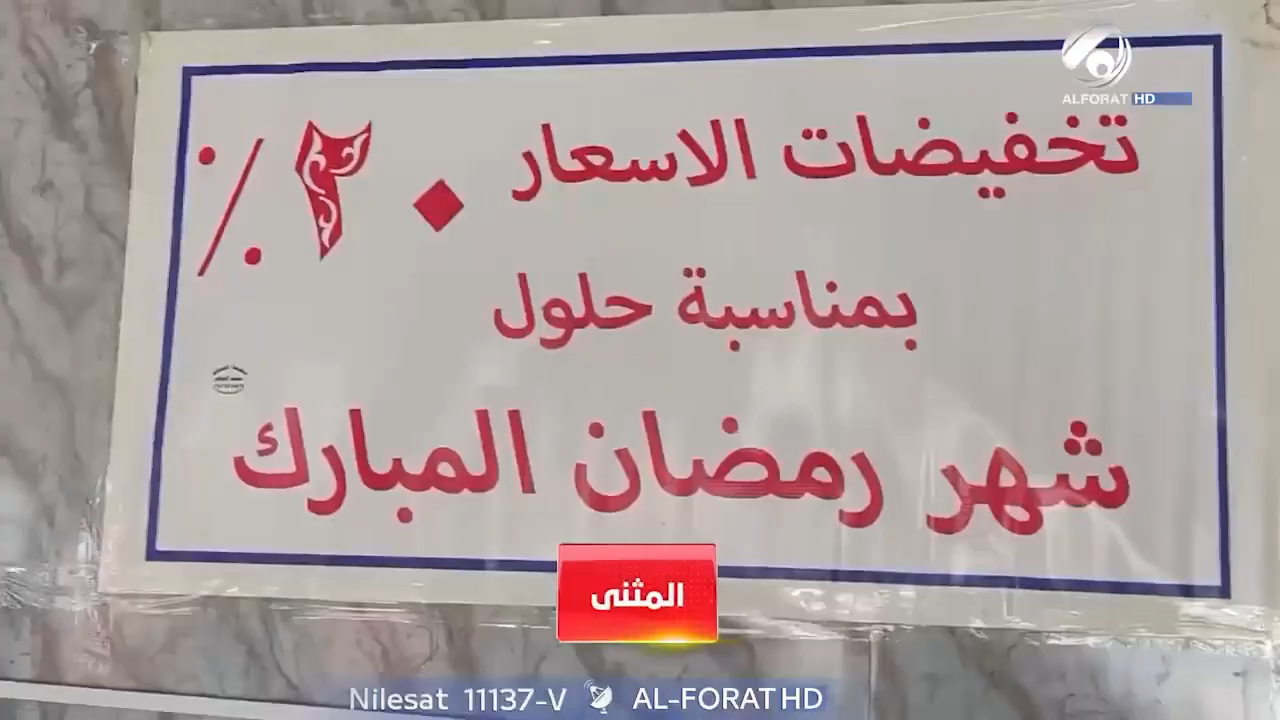 ALFORAT HD
تخفيضات الاسعار ٢٠٪
بمناسبة حلول
شهر رمضان المبارك
المثنى
Nilesat 11137-V AL-FORAT HD